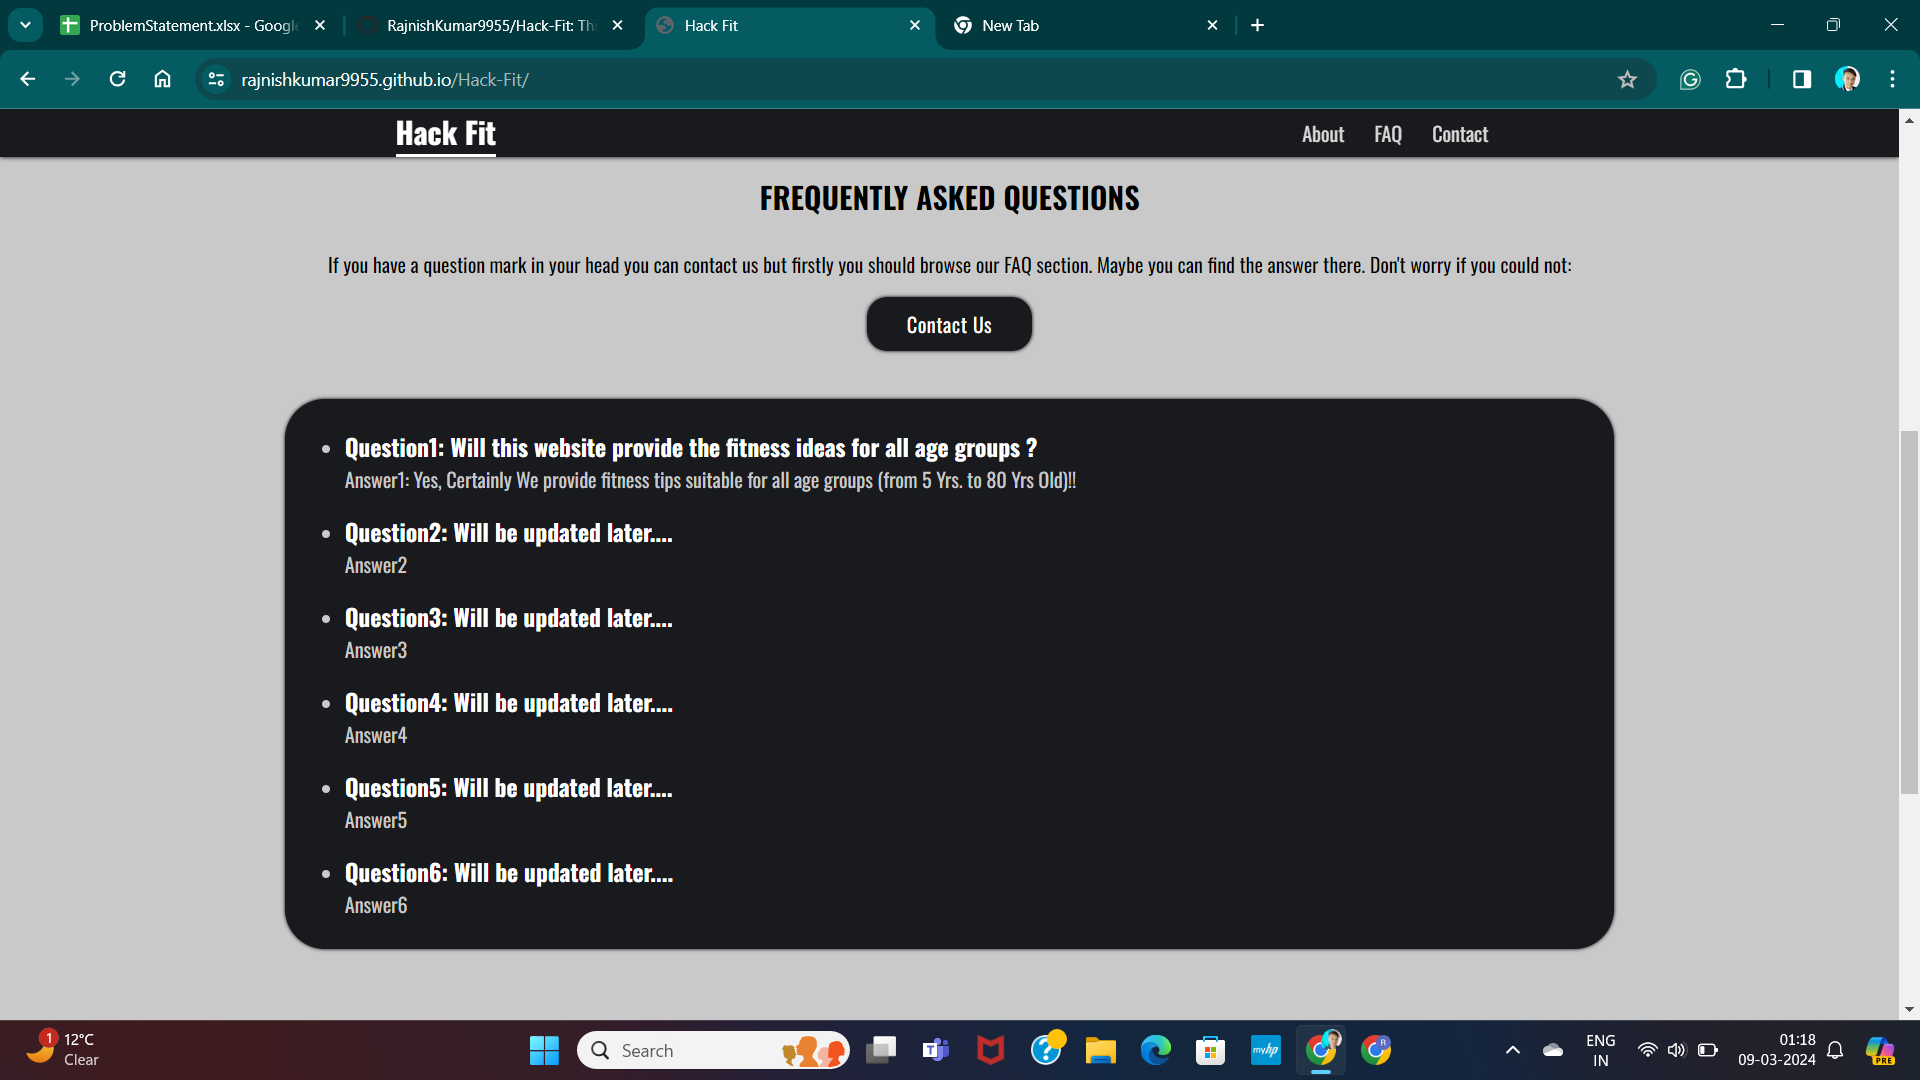 ProblemStatement.xlsx - Google
RajnishKumar9955/Hack-Fit: Thi
Hack Fit
New Tab
rajnishkumar9955.github.io/Hack-Fit/
Hack Fit
About FAQ Contact
FREQUENTLY ASKED QUESTIONS
If you have a question mark in your head you can contact us but firstly you should browse our FAQ section. Maybe you can find the answer there. Don't worry if you could not:
Contact Us
Question1: Will this website provide the fitness ideas for all age groups ?
Answer1: Yes, Certainly We provide fitness tips suitable for all age groups (from 5 Yrs. to 80 Yrs Old)!!
Question2: Will be updated later....
Answer2
Question3: Will be updated later....
Answer3
Question4: Will be updated later....
Answer4
Question5: Will be updated later....
Answer5
Question6: Will be updated later....
Answer6
1
12°C
Clear
Search
myhp
R
ENG
IN
01:18
09-03-2024
PRE